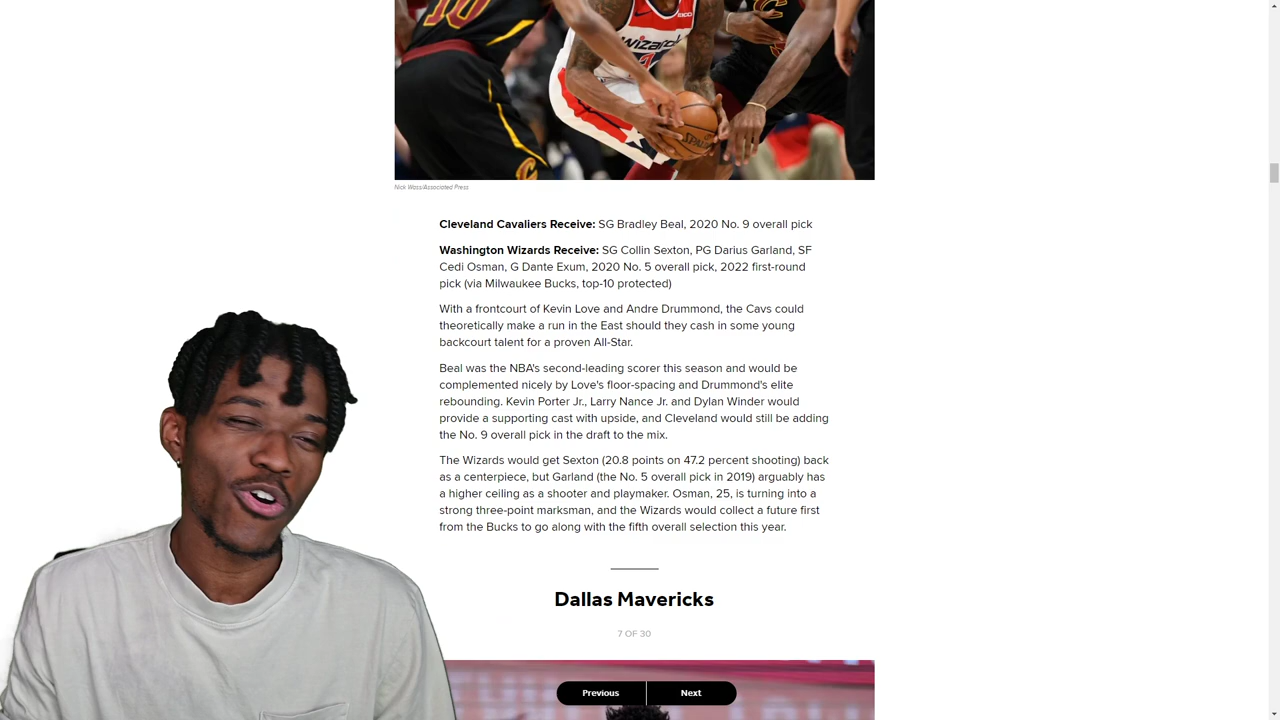 10
GEICO
Wizards
SPALDING
Nick Wass/Associated Press
Cleveland Cavaliers Receive: SG Bradley Beal, 2020 No. 9 overall pick
Washington Wizards Receive: SG Collin Sexton, PG Darius Garland, SF
Cedi Osman, G Dante Exum, 2020 No. 5 overall pick, 2022 first-round
pick (via Milwaukee Bucks, top-10 protected)
With a frontcourt of Kevin Love and Andre Drummond, the Cavs could
theoretically make a run in the East should they cash in some young
backcourt talent for a proven All-Star.
Beal was the NBA's second-leading scorer this season and would be
complemented nicely by Love's floor-spacing and Drummond's elite
rebounding. Kevin Porter Jr., Larry Nance Jr. and Dylan Winder would
provide a supporting cast with upside, and Cleveland would still be adding
the No. 9 overall pick in the draft to the mix.
The Wizards would get Sexton (20.8 points on 47.2 percent shooting) back
as a centerpiece, but Garland (the No. 5 overall pick in 2019) arguably has
a higher ceiling as a shooter and playmaker. Osman, 25, is turning into a
strong three-point marksman, and the Wizards would collect a future first
from the Bucks to go along with the fifth overall selection this year.
Dallas Mavericks
7 OF 30
Previous Next